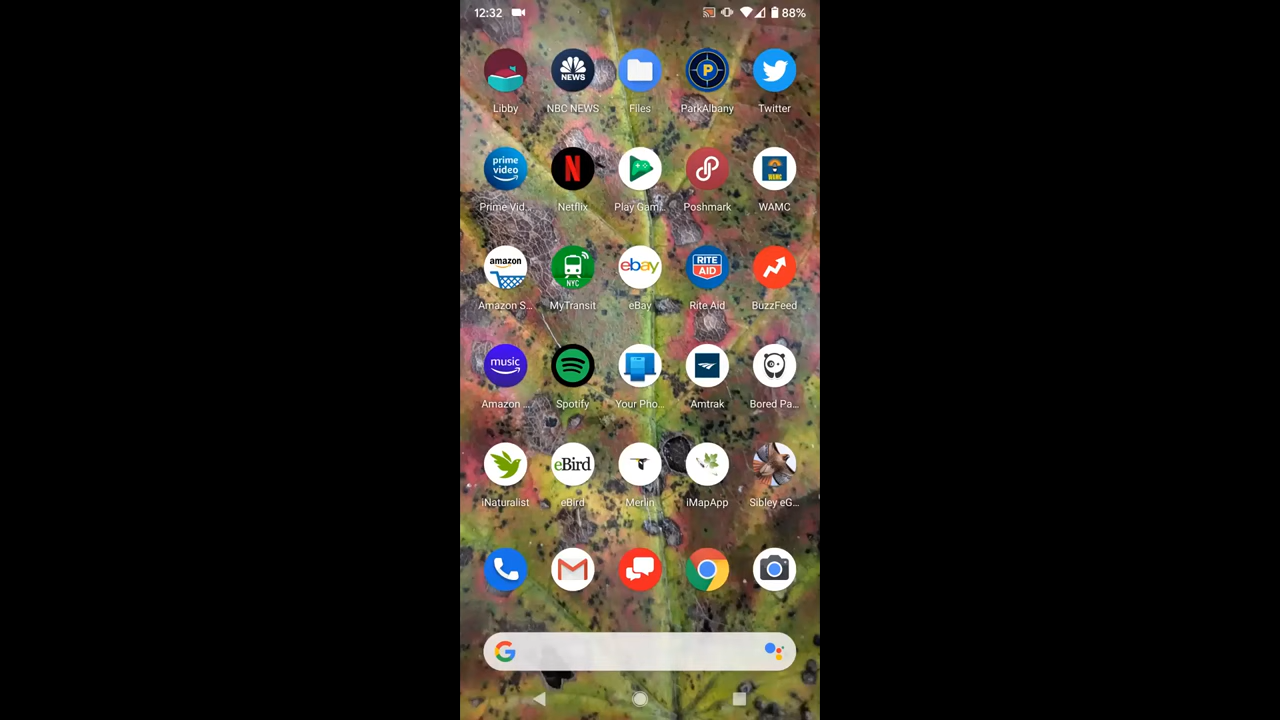 12:32 88%
Libby NBC NEWS Files ParkAlbany Twitter
prime video
Prime Vid... Netflix Play Gam... Poshmark WAMC
amazon NYC ebay RITE AID
Amazon S... MyTransit eBay Rite Aid BuzzFeed
music
Amazon ... Spotify Your Pho... Amtrak Bored Pa...
eBird
iNaturalist eBird Merlin iMapApp Sibley eG...